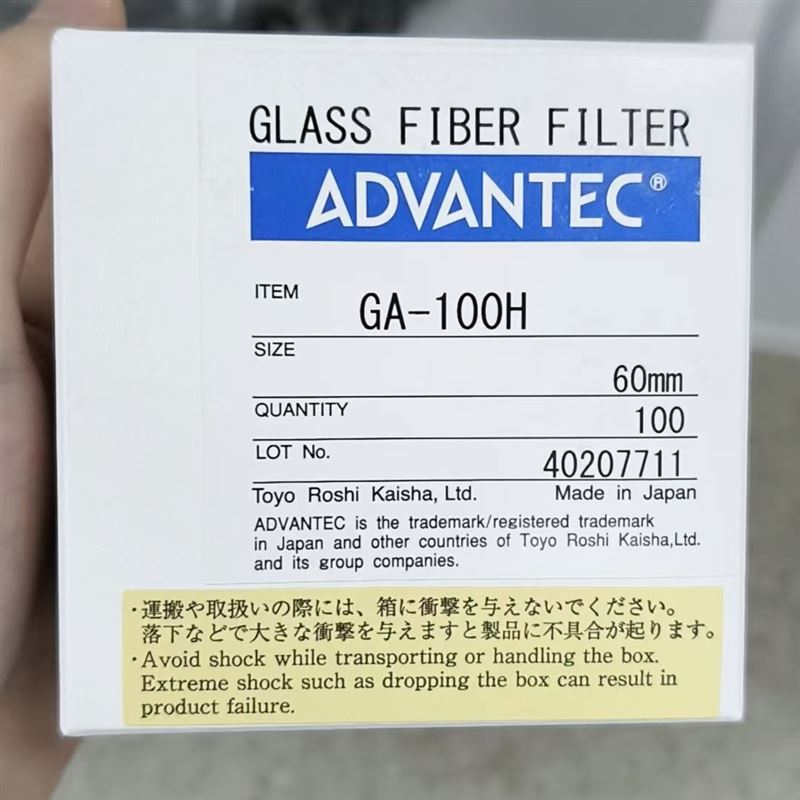 GLASS FIBER FILTER
ADVANTEC®
ITEM GA-100H
SIZE 60mm
QUANTITY 100
LOT No. 40207711
Toyo Roshi Kaisha, Ltd. Made in Japan
ADVANTEC is the trademark/registered trademark
in Japan and other countries of Toyo Roshi Kaisha,Ltd.
and its group companies.
・運搬や取扱いの際には、箱に衝撃を与えないでください。
落下などで大きな衝撃を与えますと製品に不具合が起ります。
・Avoid shock while transporting or handling the box.
Extreme shock such as dropping the box can result in
product failure.